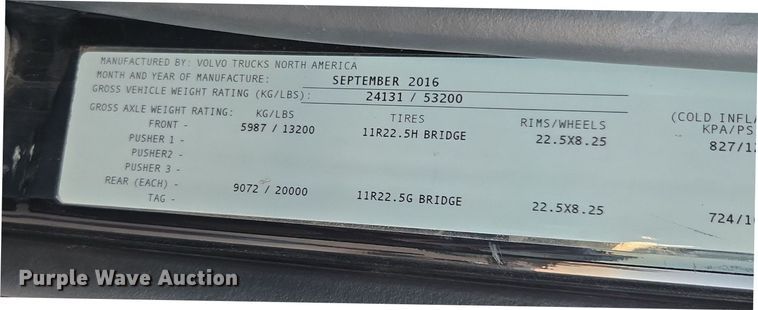 MANUFACTURED BY: VOLVO TRUCKS NORTH AMERICA
MONTH AND YEAR OF MANUFACTURE: SEPTEMBER 2016
GROSS VEHICLE WEIGHT RATING (KG/LBS): 24131 / 53200
GROSS AXLE WEIGHT RATING: KG/LBS TIRES RIMS/WHEELS (COLD INFLA
KPA/PS
FRONT - 5987 / 13200 11R22.5H BRIDGE 22.5X8.25 827/12
PUSHER 1 -
PUSHER2 -
PUSHER 3 -
REAR (EACH) - 9072 / 20000 11R22.5G BRIDGE 22.5X8.25 724/10
TAG -
Purple Wave Auction